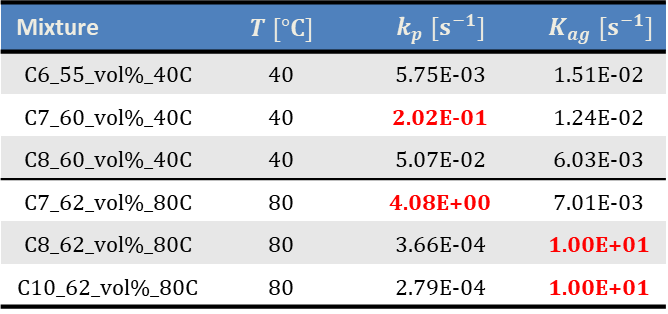 Mixture T [°C] k_p [s⁻¹] K_ag [s⁻¹]
C6_55_vol%_40C 40 5.75E-03 1.51E-02
C7_60_vol%_40C 40 2.02E-01 1.24E-02
C8_60_vol%_40C 40 5.07E-02 6.03E-03
C7_62_vol%_80C 80 4.08E+00 7.01E-03
C8_62_vol%_80C 80 3.66E-04 1.00E+01
C10_62_vol%_80C 80 2.79E-04 1.00E+01